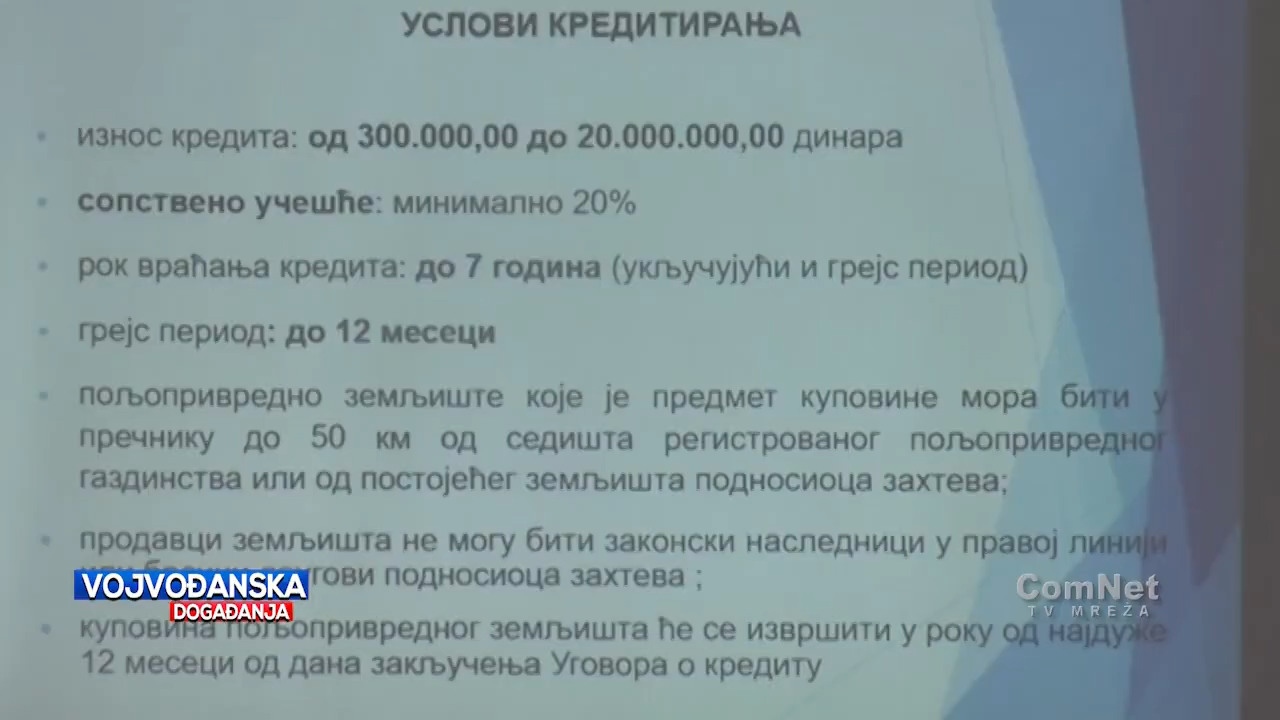 УСЛОВИ КРЕДИТИРАЊА
• износ кредита: од 300.000,00 до 20.000.000,00 динара
• сопствено учешће: минимално 20%
• рок враћања кредита: до 7 година (укључујући и грејс период)
• грејс период: до 12 месеци
• пољопривредно земљиште које је предмет куповине мора бити у
пречнику до 50 км од седишта регистрованог пољопривредног
газдинства или од постојећег земљишта подносиоца захтева;
• продавци земљишта не могу бити законски наследници у правој линији
подносиоца захтева ;
• куповина пољопривредног земљишта ће се извршити у року од најдуже
12 месеци од дана закључења Уговора о кредиту
VOJVOĐANSKA
DOGAĐANJA
ComNet
TV MREŽA